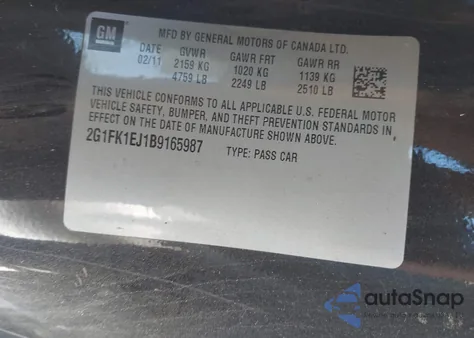 GM
MFD BY GENERAL MOTORS OF CANADA LTD.
DATE GVWR GAWR FRT GAWR RR
02/11 2159 KG 1020 KG 1139 KG
4759 LB 2249 LB 2510 LB
THIS VEHICLE CONFORMS TO ALL APPLICABLE U.S. FEDERAL MOTOR
VEHICLE SAFETY, BUMPER, AND THEFT PREVENTION STANDARDS IN
EFFECT ON THE DATE OF MANUFACTURE SHOWN ABOVE.
2G1FK1EJ1B9165987 TYPE: PASS CAR
autoSnap